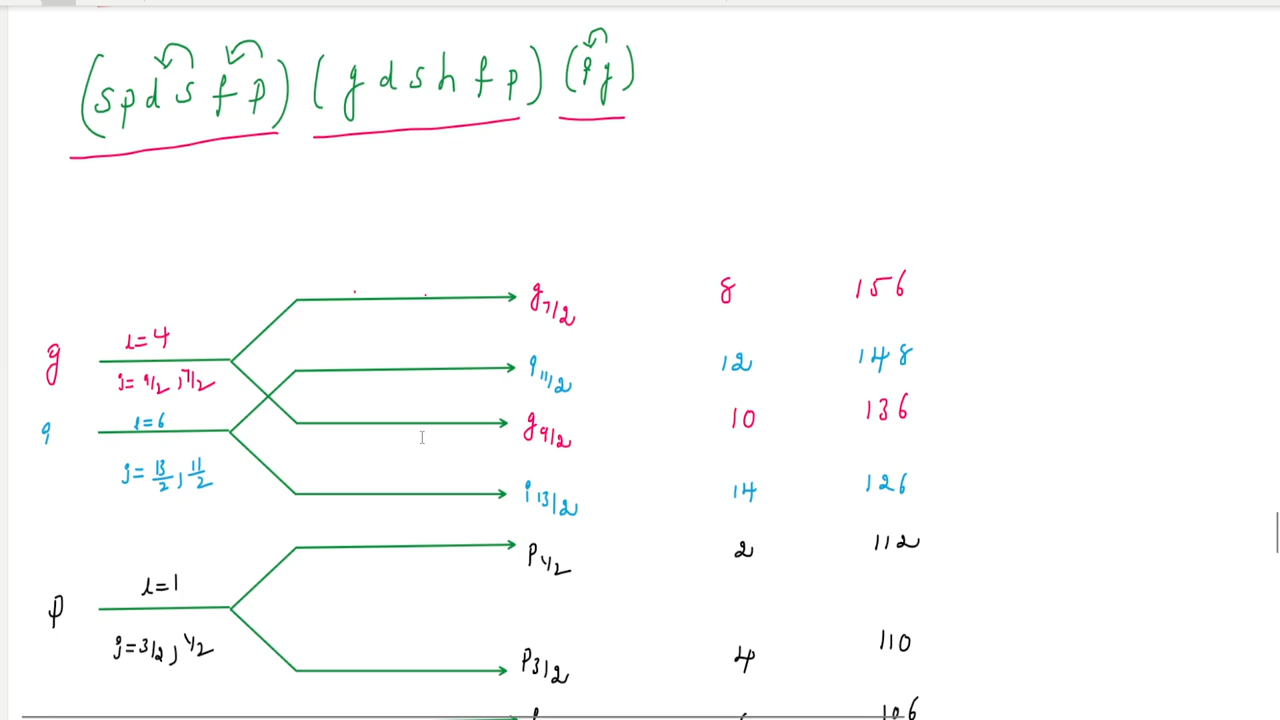 (s p d s f p) (g d s h f p) (i g)
g7/2 8 156
l=4
g
j= 9/2, 7/2
i11/2 12 148
l=6
i
g9/2 10 136
j= 13/2, 11/2
i13/2 14 126
p1/2 2 112
l=1
p
j=3/2, 1/2
p3/2 4 110
106